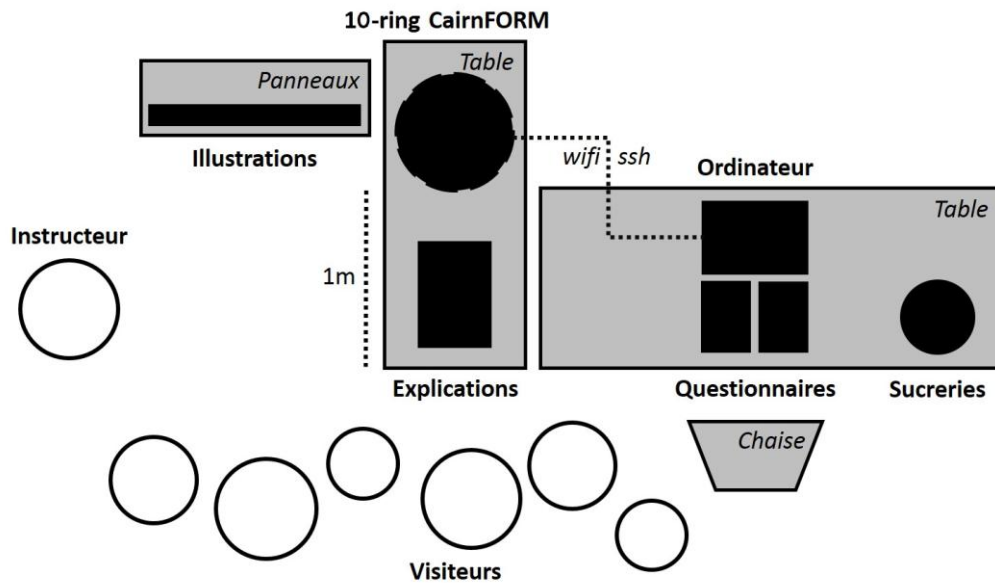 10-ring CairnFORM
Table
Panneaux
Illustrations
wifi
ssh
Ordinateur
Table
Instructeur
1m
Explications
Questionnaires
Sucreries
Chaise
Visiteurs